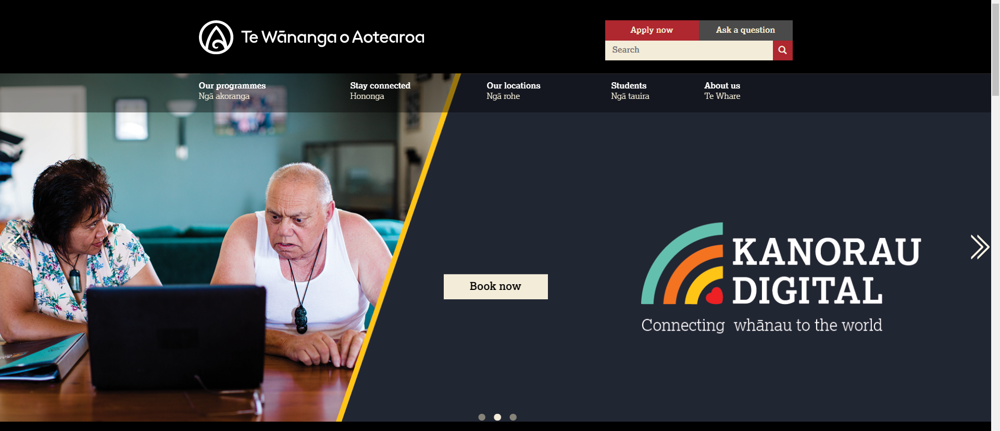 Te Wānanga o Aotearoa
Apply now
Ask a question
Search
Our programmes
Ngā akoranga
Stay connected
Hononga
Our locations
Ngā rohe
Students
Ngā tauira
About us
Te Whare
Book now
KANORAU
DIGITAL
Connecting whānau to the world